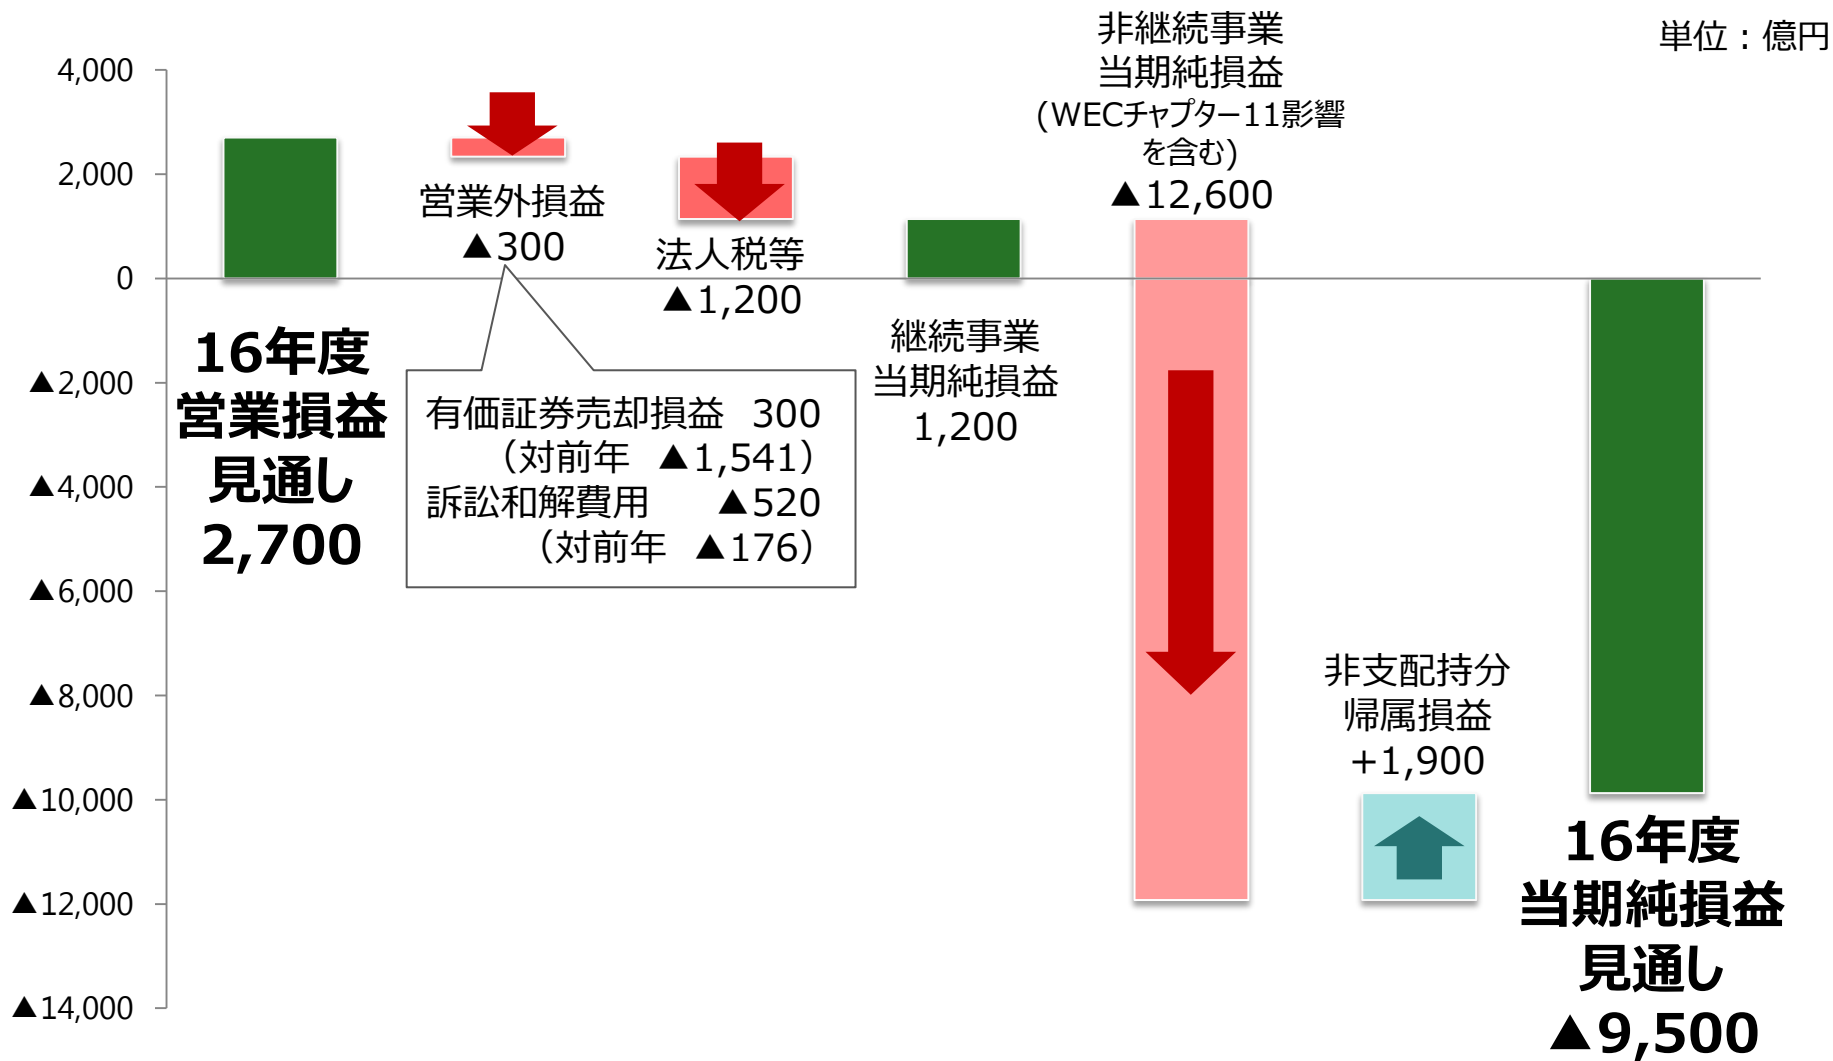 単位：億円
4,000
2,000
0
▲2,000
▲4,000
▲6,000
▲8,000
▲10,000
▲12,000
▲14,000
16年度
営業損益
見通し
2,700
営業外損益
▲300
有価証券売却損益 300
（対前年 ▲1,541）
訴訟和解費用 ▲520
（対前年 ▲176）
法人税等
▲1,200
継続事業
当期純損益
1,200
非継続事業
当期純損益
(WECチャプター11影響
を含む)
▲12,600
非支配持分
帰属損益
+1,900
16年度
当期純損益
見通し
▲9,500